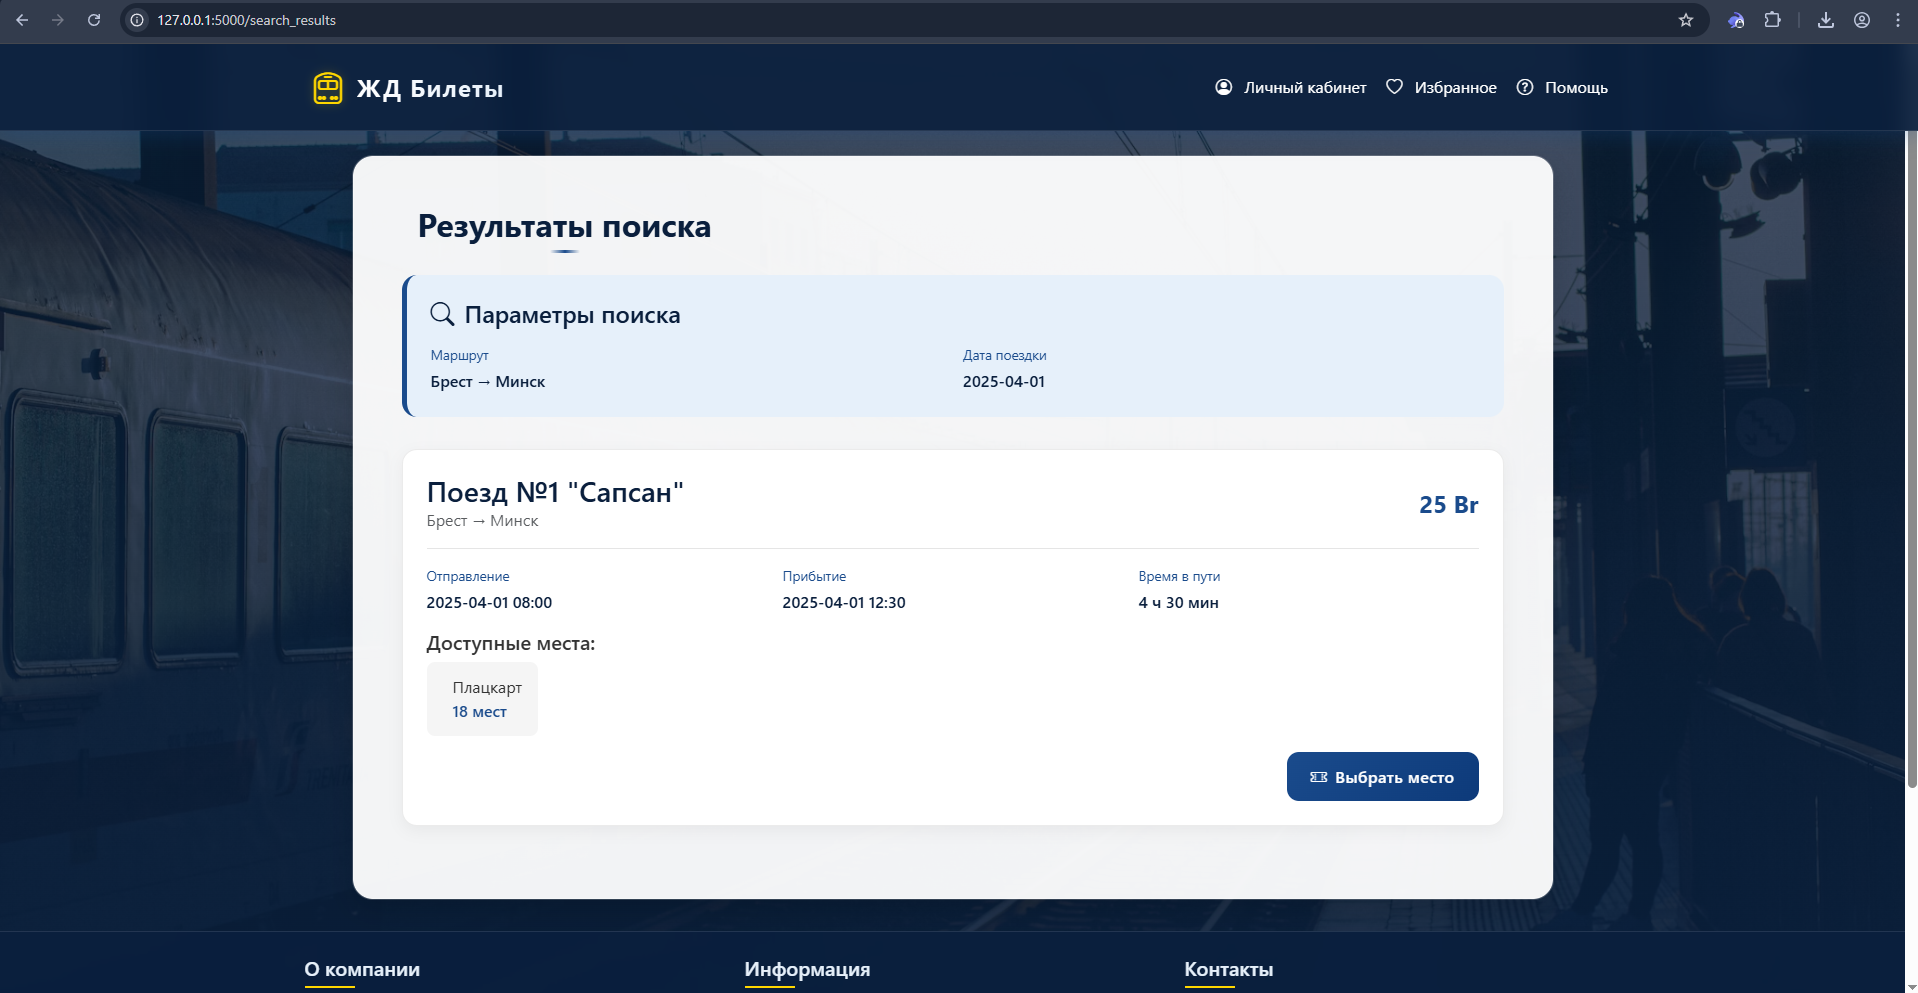 127.0.0.1:5000/search_results
ЖД Билеты
Личный кабинет Избранное Помощь
Результаты поиска
Параметры поиска
Маршрут Дата поездки
Брест → Минск 2025-04-01
Поезд №1 "Сапсан"
25 Br
Брест → Минск
Отправление Прибытие Время в пути
2025-04-01 08:00 2025-04-01 12:30 4 ч 30 мин
Доступные места:
Плацкарт
18 мест
Выбрать место
О компании Информация Контакты